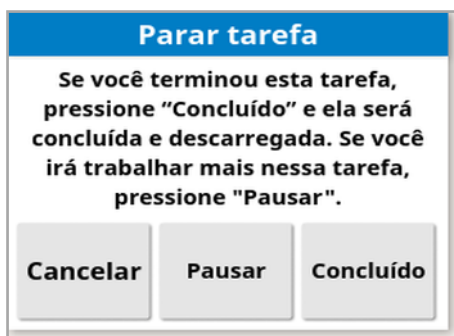 Parar tarefa
Se você terminou esta tarefa,
pressione “Concluído” e ela será
concluída e descarregada. Se você
irá trabalhar mais nessa tarefa,
pressione "Pausar".
Cancelar Pausar Concluído